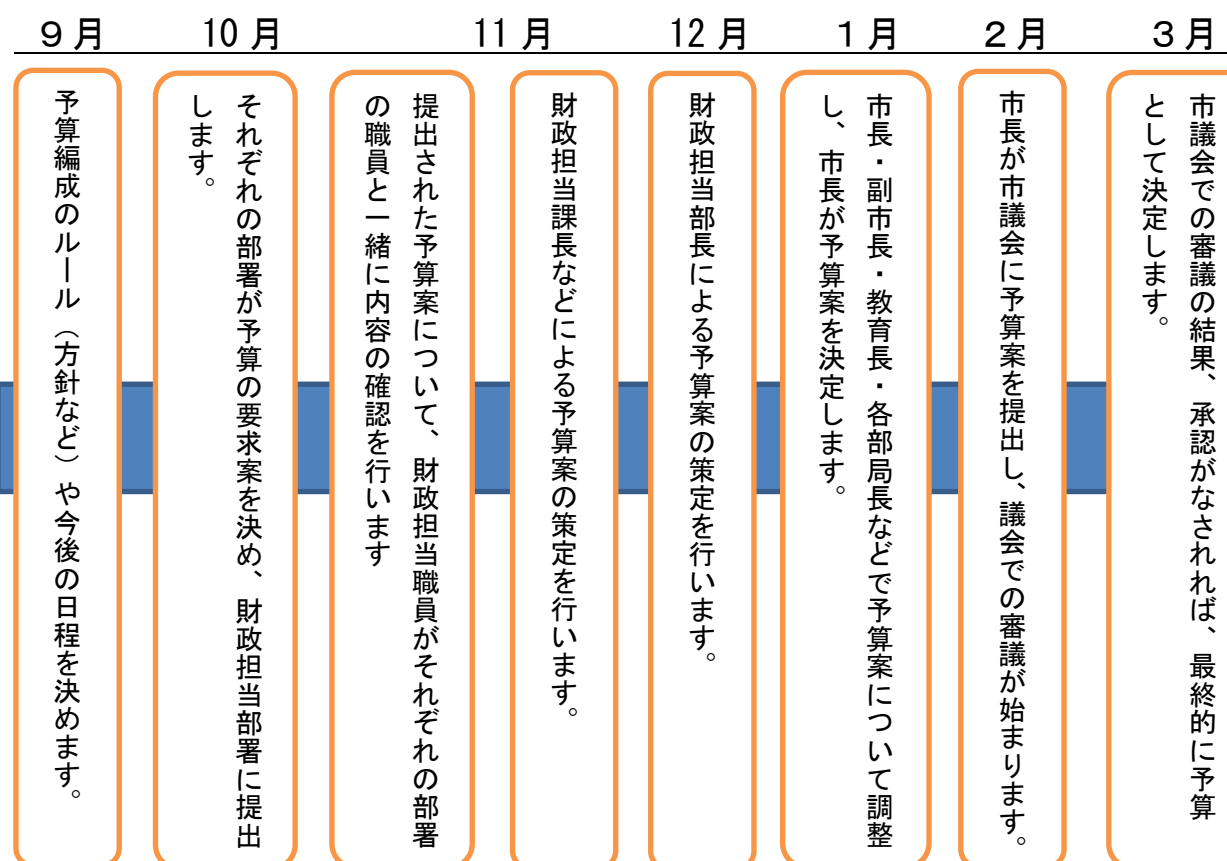 9月
10月
11月
12月
1月
2月
3月
予算編成のルール（方針など）や今後の日程を決めます。
それぞれの部署が予算の要求案を決め、財政担当部署に提出
します。
提出された予算案について、財政担当職員がそれぞれの部署
の職員と一緒に内容の確認を行います
財政担当課長などによる予算案の策定を行います。
財政担当部長による予算案の策定を行います。
市長・副市長・教育長・各部局長などで予算案について調整
し、市長が予算案を決定します。
市長が市議会に予算案を提出し、議会での審議が始まります。
市議会での審議の結果、承認がなされれば、最終的に予算
として決定します。